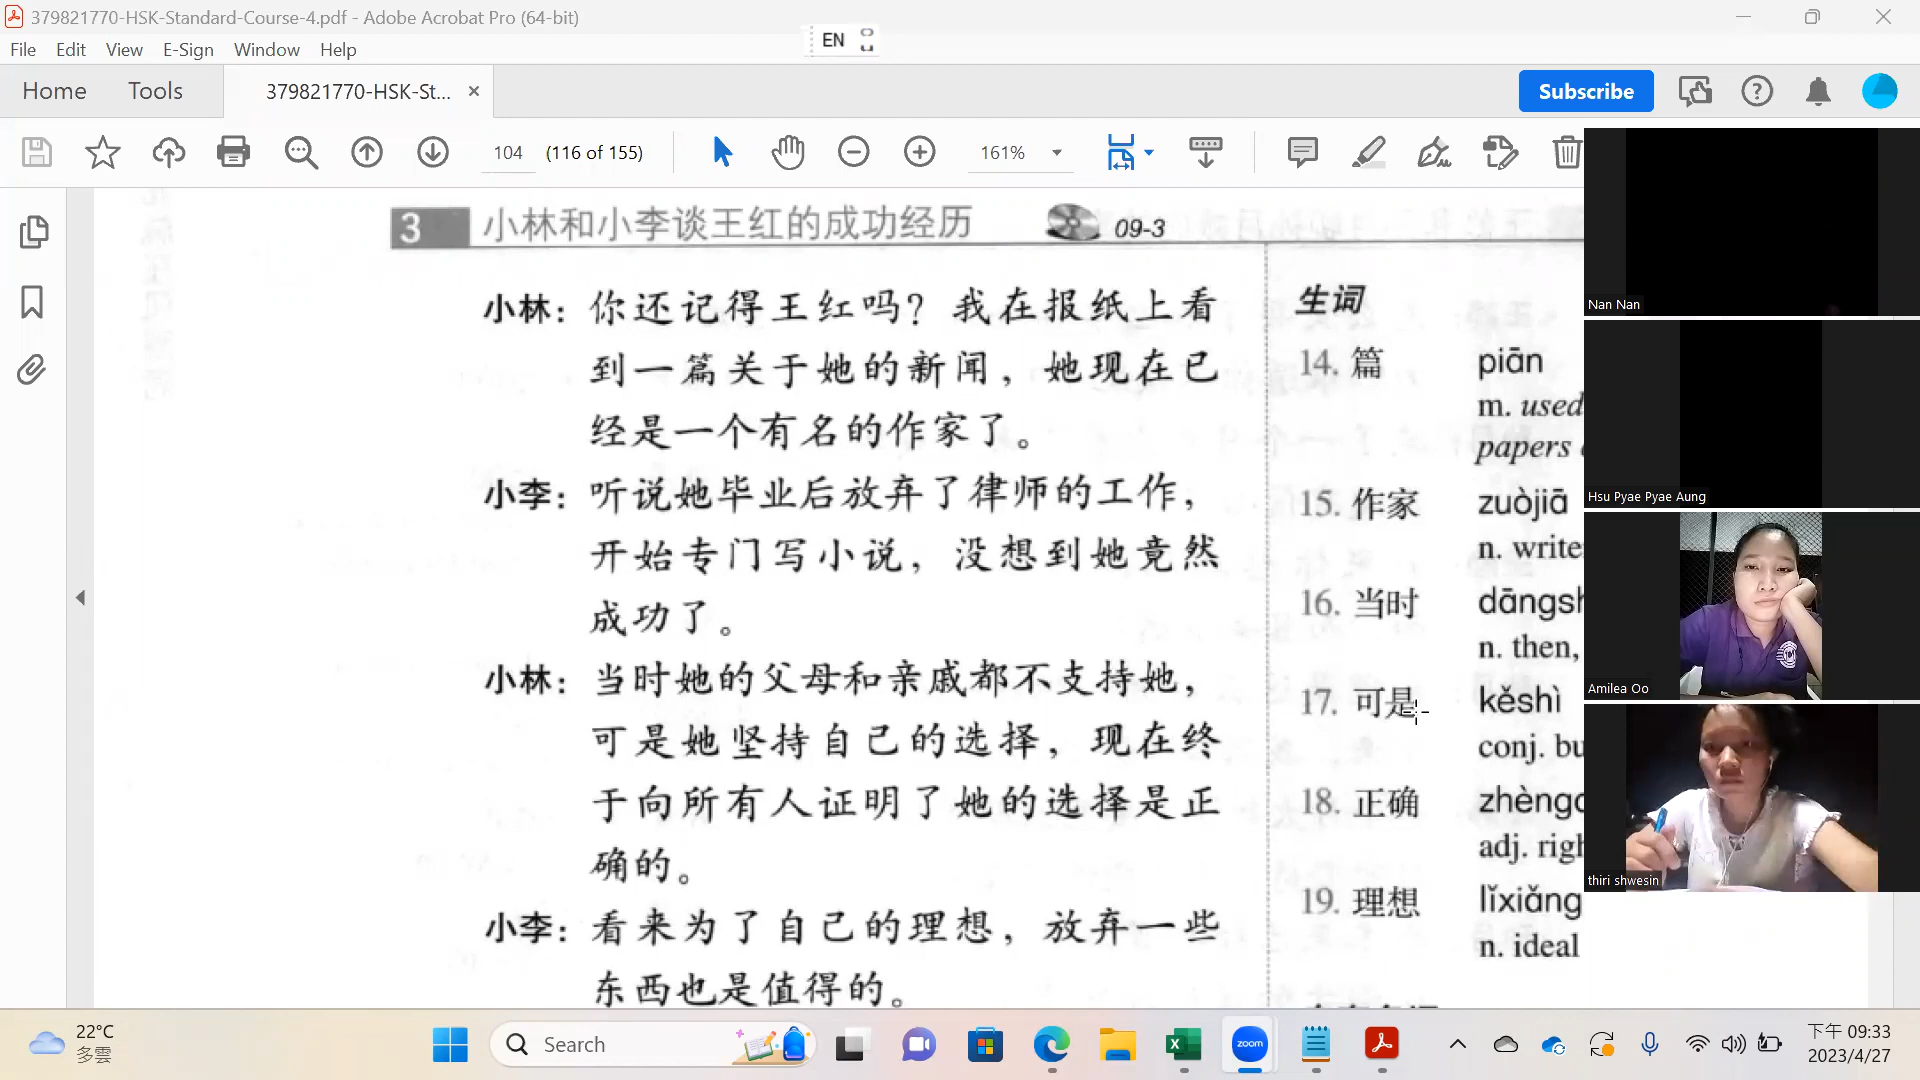 379821770-HSK-Standard-Course-4.pdf - Adobe Acrobat Pro (64-bit)
File Edit View E-Sign Window Help
EN
Home Tools 379821770-HSK-St... Subscribe
104 (116 of 155) 161%
3 小林和小李谈王红的成功经历 09-3
小林：你还记得王红吗？我在报纸上看
到一篇关于她的新闻，她现在已
经是一个有名的作家了。
小李：听说她毕业后放弃了律师的工作，
开始专门写小说，没想到她竟然
成功了。
小林：当时她的父母和亲戚都不支持她，
可是她坚持自己的选择，现在终
于向所有人证明了她的选择是正
确的。
小李：看来为了自己的理想，放弃一些
东西也是值得的。
生词
14. 篇 piān
m. used
papers
15. 作家 zuòjiā
n. write
16. 当时 dāngsh
n. then,
17. 可是 kěshì
conj. bu
18. 正确 zhèngq
adj. righ
19. 理想 lǐxiǎng
n. ideal
Nan Nan
Hsu Pyae Pyae Aung
Amilea Oo
thiri shwesin
22°C
多雲
Search
zoom
下午 09:33
2023/4/27